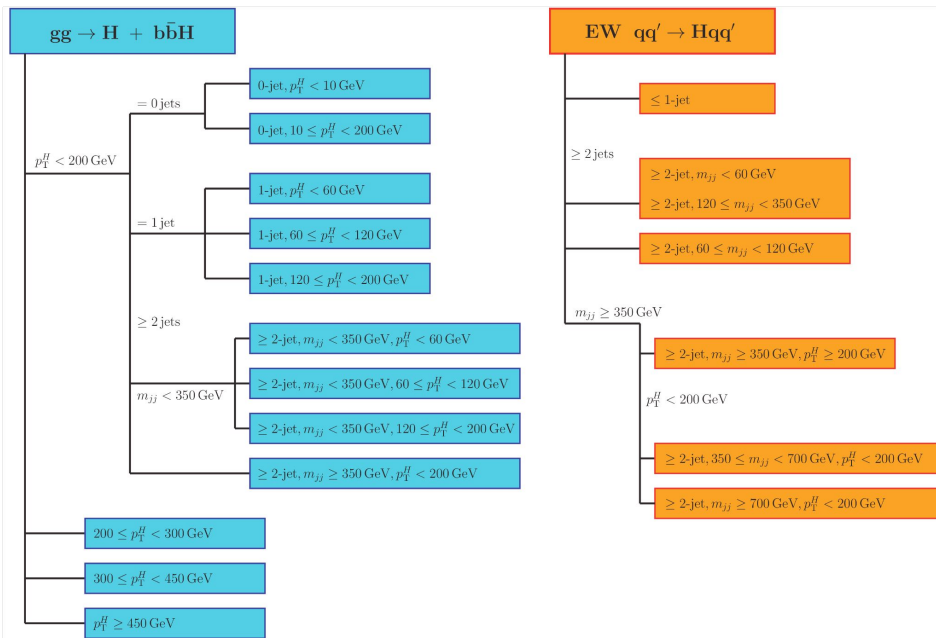 gg → H + bb̄H
= 0 jets
0-jet, p_T^H < 10 GeV
0-jet, 10 ≤ p_T^H < 200 GeV
p_T^H < 200 GeV
= 1 jet
1-jet, p_T^H < 60 GeV
1-jet, 60 ≤ p_T^H < 120 GeV
1-jet, 120 ≤ p_T^H < 200 GeV
≥ 2 jets
m_jj < 350 GeV
≥ 2-jet, m_jj < 350 GeV, p_T^H < 60 GeV
≥ 2-jet, m_jj < 350 GeV, 60 ≤ p_T^H < 120 GeV
≥ 2-jet, m_jj < 350 GeV, 120 ≤ p_T^H < 200 GeV
≥ 2-jet, m_jj ≥ 350 GeV, p_T^H < 200 GeV
200 ≤ p_T^H < 300 GeV
300 ≤ p_T^H < 450 GeV
p_T^H ≥ 450 GeV
EW qq′ → Hqq′
≤ 1-jet
≥ 2 jets
≥ 2-jet, m_jj < 60 GeV
≥ 2-jet, 120 ≤ m_jj < 350 GeV
≥ 2-jet, 60 ≤ m_jj < 120 GeV
m_jj ≥ 350 GeV
≥ 2-jet, m_jj ≥ 350 GeV, p_T^H ≥ 200 GeV
p_T^H < 200 GeV
≥ 2-jet, 350 ≤ m_jj < 700 GeV, p_T^H < 200 GeV
≥ 2-jet, m_jj ≥ 700 GeV, p_T^H < 200 GeV